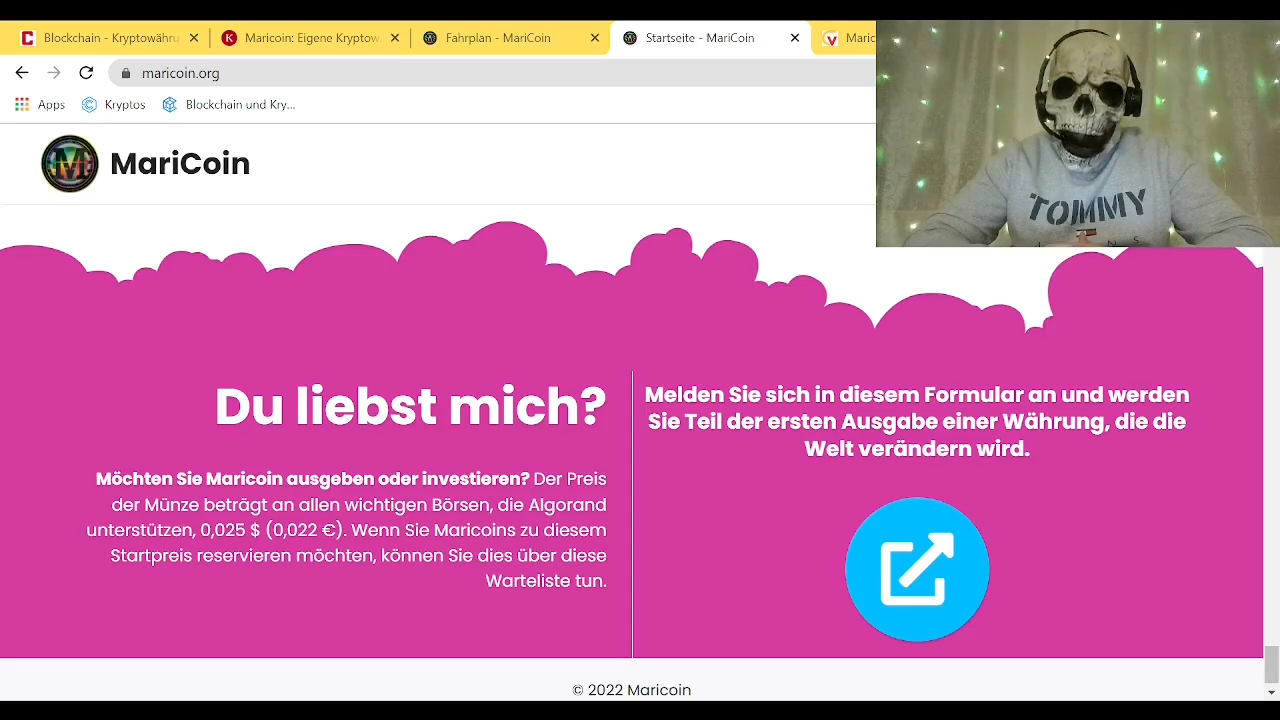 Blockchain - Kryptowähru
Maricoin: Eigene Kryptow
Fahrplan - MariCoin
Startseite - MariCoin
Maric
maricoin.org
Apps
Kryptos
Blockchain und Kry...
MariCoin
TOMMY
Du liebst mich?
Möchten Sie Maricoin ausgeben oder investieren? Der Preis
der Münze beträgt an allen wichtigen Börsen, die Algorand
unterstützen, 0,025 $ (0,022 €). Wenn Sie Maricoins zu diesem
Startpreis reservieren möchten, können Sie dies über diese
Warteliste tun.
Melden Sie sich in diesem Formular an und werden
Sie Teil der ersten Ausgabe einer Währung, die die
Welt verändern wird.
© 2022 Maricoin